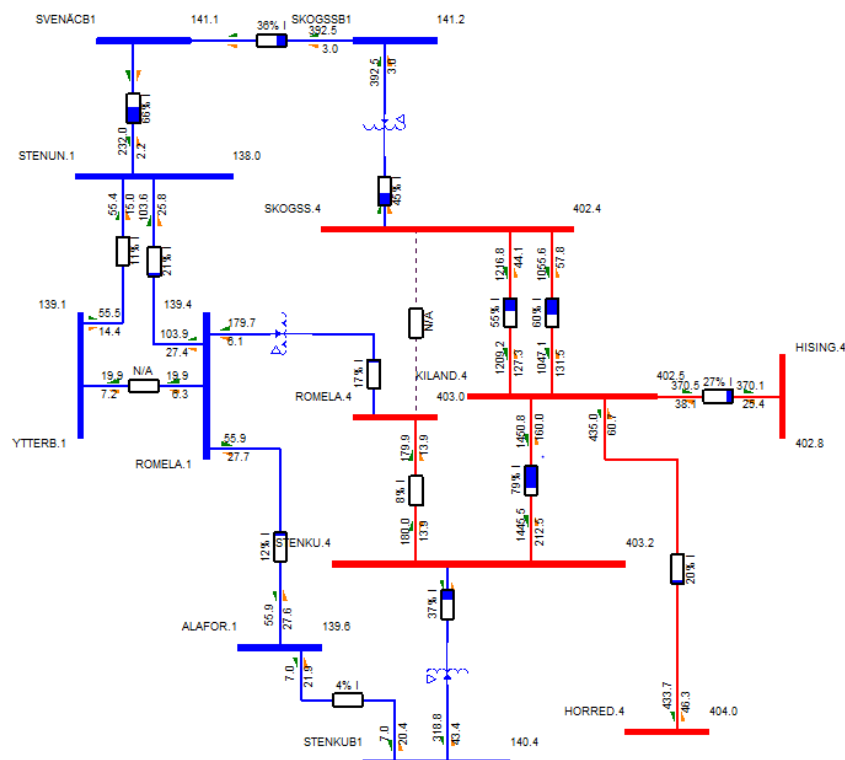 SVENÄCB1
141.1
36% I
SKOGSSB1
141.2
392.5
3.0
392.5
3.0
66% I
232.0
2.2
STENUN.1
138.0
45% I
SKOGSS.4
402.4
55.4
15.0
103.6
25.8
11% I
21% I
1216.8
44.1
1055.6
57.8
55% I
60% I
1209.2
127.3
1047.1
131.5
N/A
139.1
55.5
14.4
139.4
103.9
27.4
179.7
6.1
17% I
ROMELA.4
KILAND.4
403.0
402.5
370.5
38.1
27% I
370.1
25.4
HISING.4
402.8
19.9
7.2
N/A
19.9
6.3
YTTERB.1
ROMELA.1
55.9
27.7
179.9
13.9
8% I
180.0
13.9
1450.8
160.0
79% I
1445.5
212.5
435.0
60.7
STENKU.4
403.2
12% I
55.9
27.6
20% I
37% I
ALAFOR.1
139.6
7.0
21.9
4% I
7.0
20.4
318.8
43.4
STENKUB1
140.4
433.7
46.3
HORRED.4
404.0